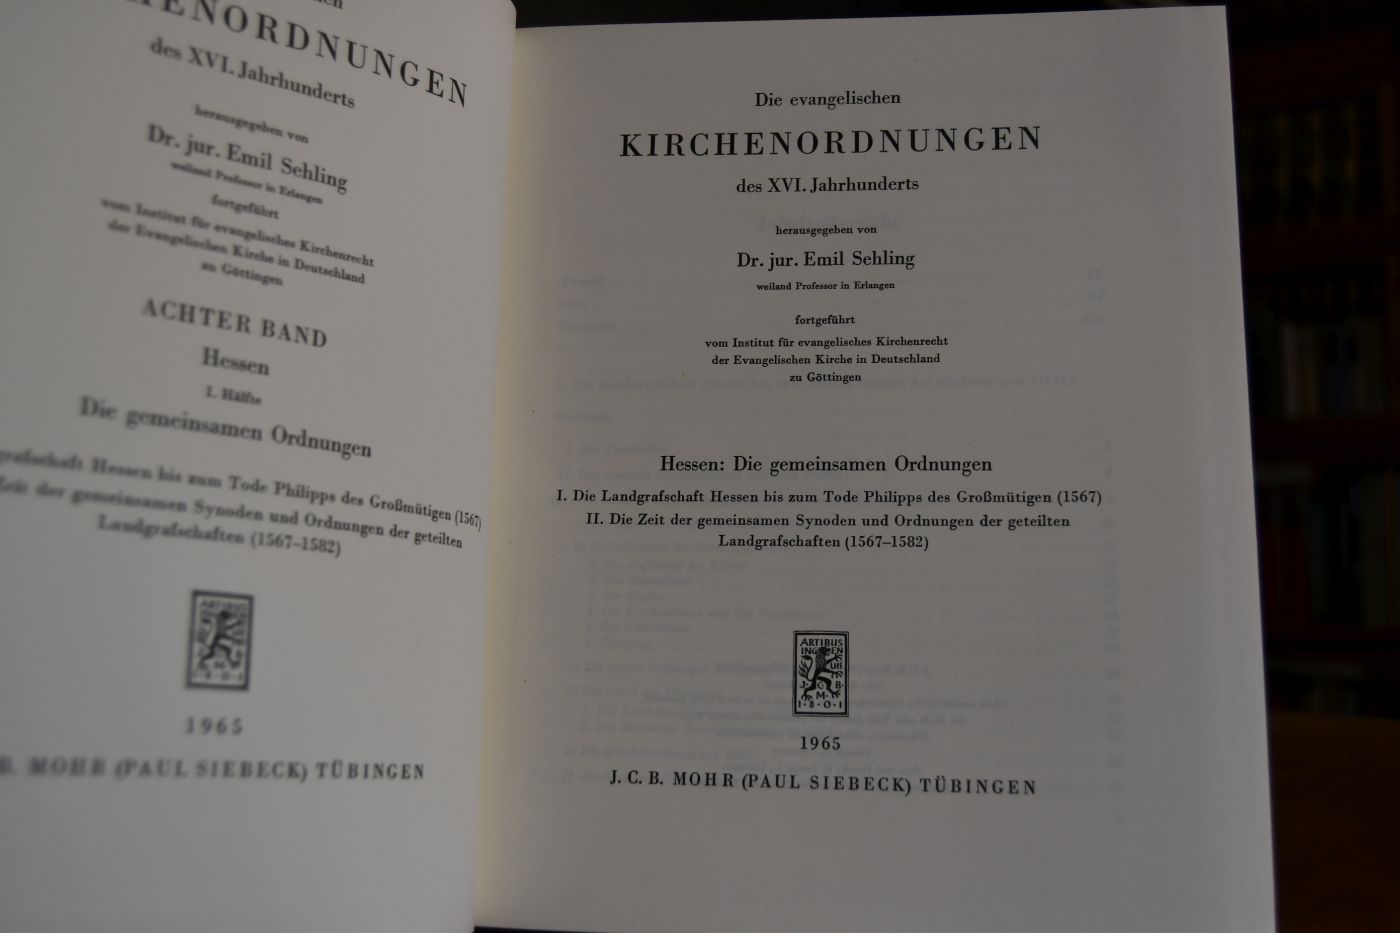 ENORDNUNGEN
des XVI. Jahrhunderts
herausgegeben von
Dr. jur. Emil Sehling
weiland Professor in Erlangen
fortgeführt
vom Institut für evangelisches Kirchenrecht
der Evangelischen Kirche in Deutschland
zu Göttingen
ACHTER BAND
Hessen
I. Hälfte
Die gemeinsamen Ordnungen
Hessen bis zum Tode Philipps des Großmütigen (1567)
Zeit der gemeinsamen Synoden und Ordnungen der geteilten
Landgrafschaften (1567–1582)
ARTIBUS
1801
1965
B. MOHR (PAUL SIEBECK) TÜBINGEN
Die evangelischen
KIRCHENORDNUNGEN
des XVI. Jahrhunderts
herausgegeben von
Dr. jur. Emil Sehling
weiland Professor in Erlangen
fortgeführt
vom Institut für evangelisches Kirchenrecht
der Evangelischen Kirche in Deutschland
zu Göttingen
Hessen: Die gemeinsamen Ordnungen
I. Die Landgrafschaft Hessen bis zum Tode Philipps des Großmütigen (1567)
II. Die Zeit der gemeinsamen Synoden und Ordnungen der geteilten
Landgrafschaften (1567–1582)
ARTIBUS
INGENUIS
J·C·B·
M·
1·8·0·1
1965
J. C. B. MOHR (PAUL SIEBECK) TÜBINGEN